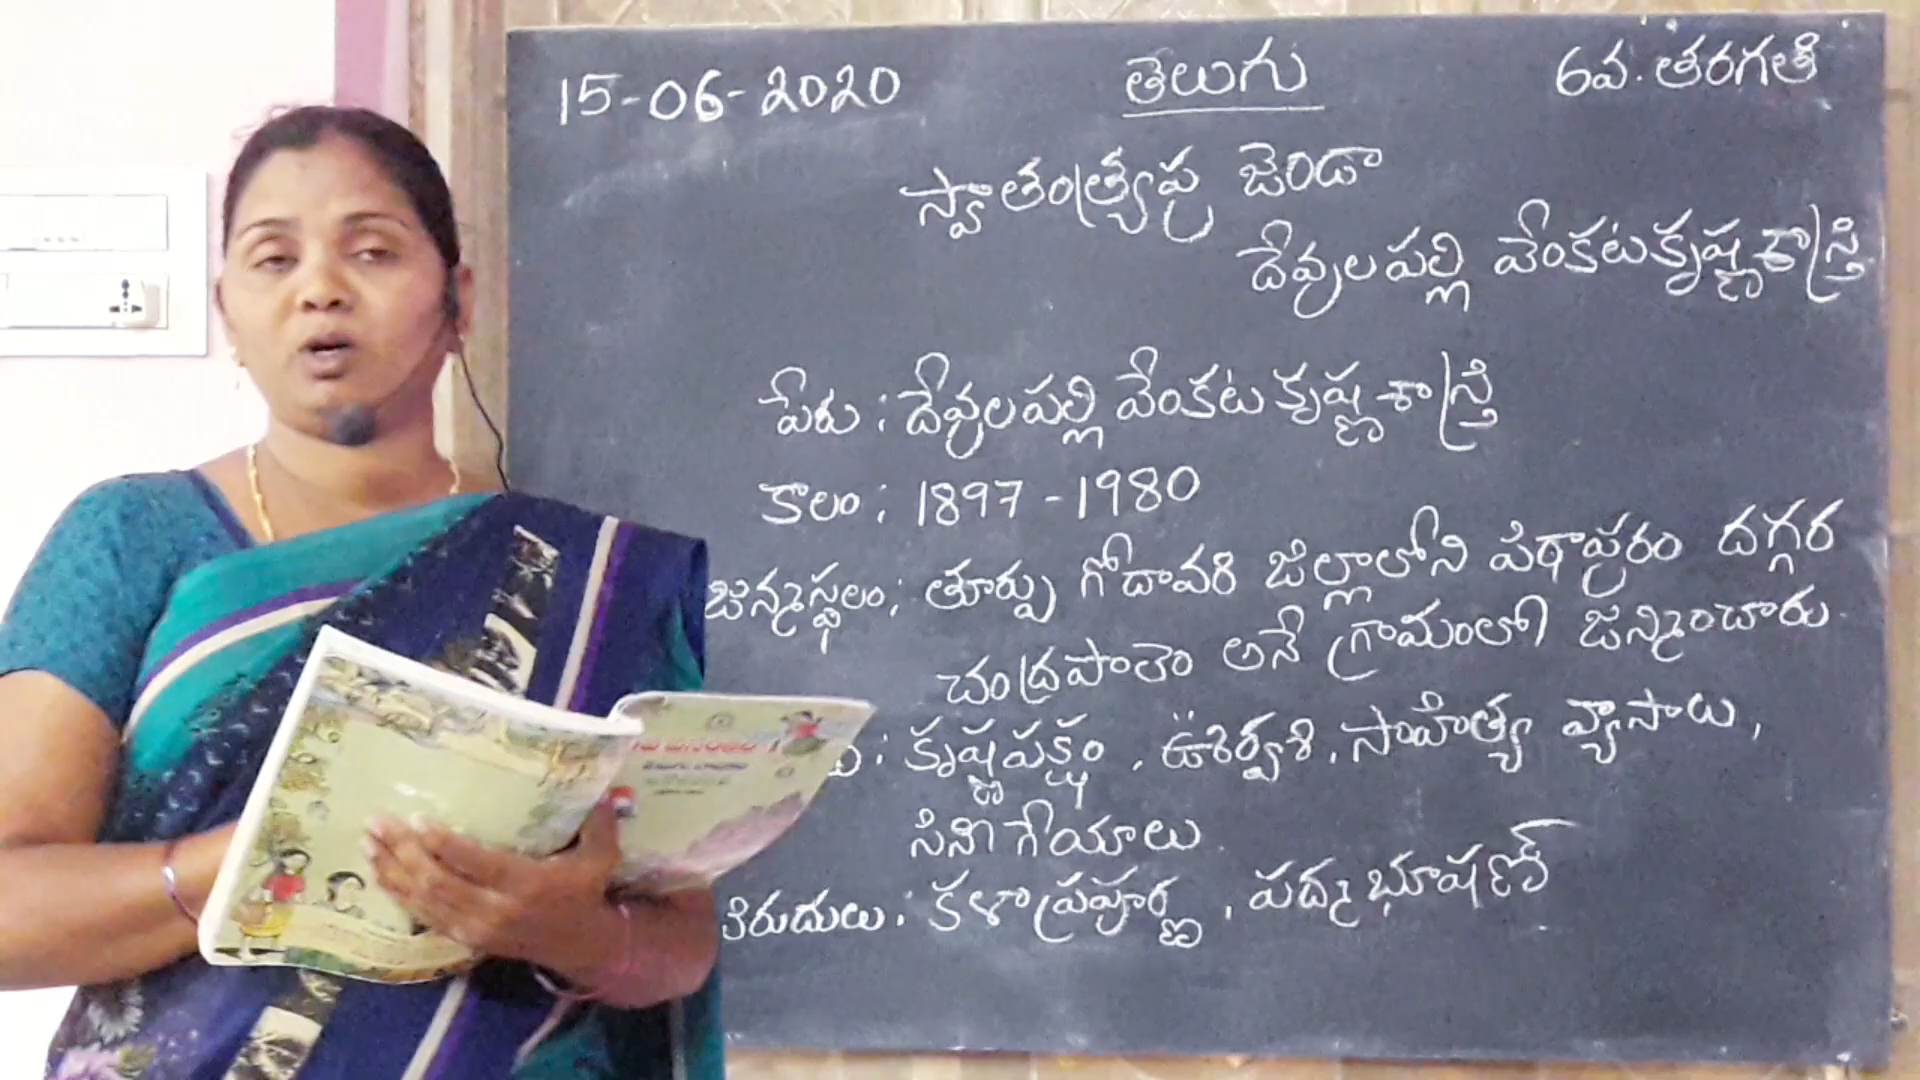 15-06-2020 తెలుగు 6వ. తరగతి
స్వాతంత్ర్యపు జెండా
దేవులపల్లి వేంకటకృష్ణశాస్త్రి
పేరు : దేవులపల్లి వేంకటకృష్ణశాస్త్రి
కాలం : 1897 - 1980
జన్మస్థలం : తూర్పు గోదావరి జిల్లాలోని పిఠాపురం దగ్గర
చంద్రపాలెం అనే గ్రామంలో జన్మించారు.
: కృష్ణపక్షం , ఊర్వశి , సాహిత్య వ్యాసాలు ,
సినీ గేయాలు
బిరుదులు : కళాప్రపూర్ణ , పద్మభూషణ్